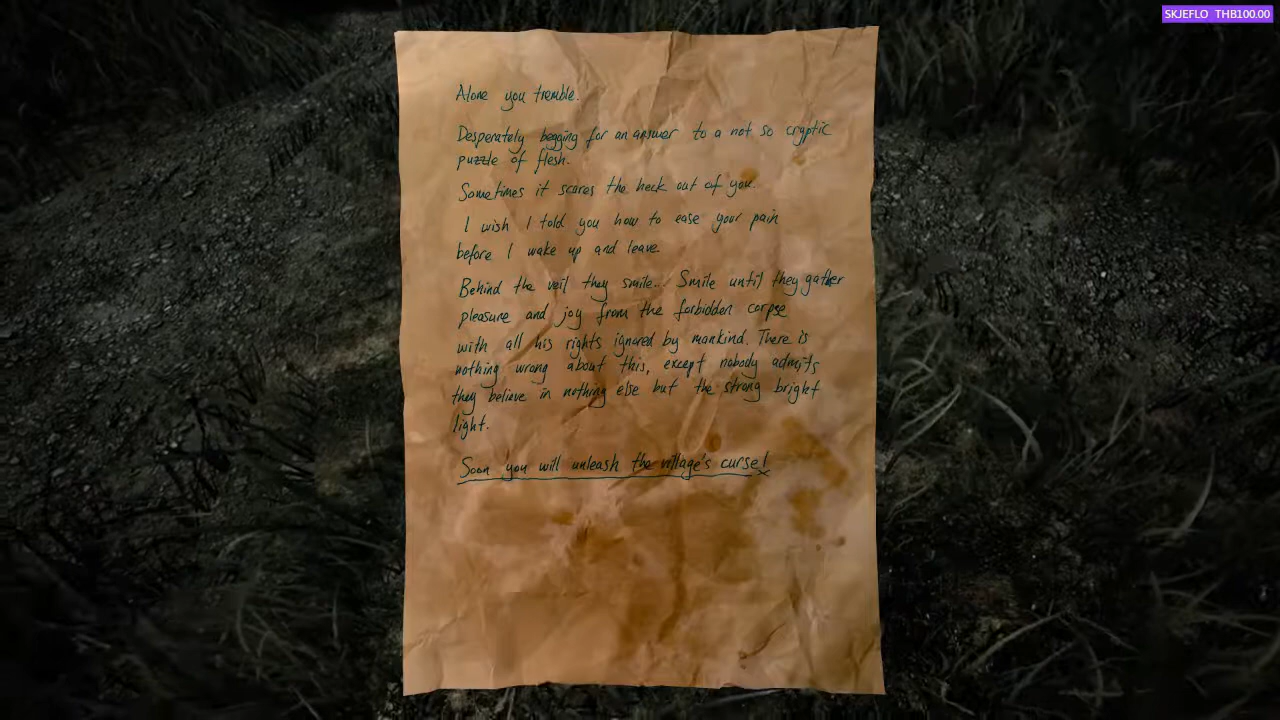 SKJEFLO THB100.00
Alone you tremble.
Desperately begging for an answer to a not so cryptic
puzzle of flesh.
Sometimes it scares the heck out of you.
I wish I told you how to ease your pain
before I wake up and leave.
Behind the veil they smile... Smile until they gather
pleasure and joy from the forbidden corpse
with all his rights ignored by mankind. There is
nothing wrong about this, except nobody admits
they believe in nothing else but the strong bright
light.
Soon you will unleash the village's curse!